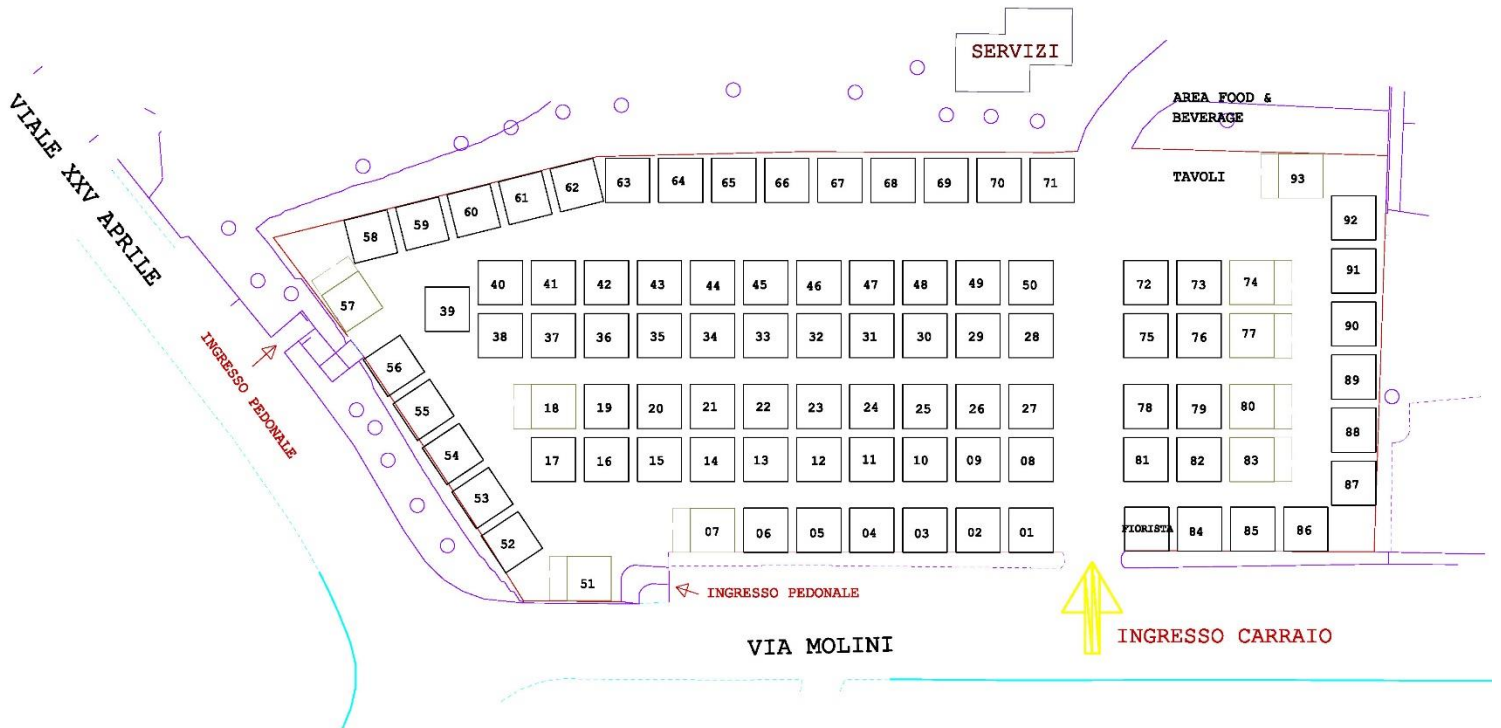 SERVIZI
VIALE XXV APRILE
AREA FOOD &
BEVERAGE
TAVOLI
93
63 64 65 66 67 68 69 70 71
62
61
60
59
58
92
57
40 41 42 43 44 45 46 47 48 49 50
72 73 74
91
39
38 37 36 35 34 33 32 31 30 29 28
75 76 77
90
INGRESSO PEDONALE
56
55
54
53
52
89
18 19 20 21 22 23 24 25 26 27
78 79 80
88
17 16 15 14 13 12 11 10 09 08
81 82 83
87
07 06 05 04 03 02 01
FIORISTA 84 85 86
51
INGRESSO PEDONALE
VIA MOLINI
INGRESSO CARRAIO